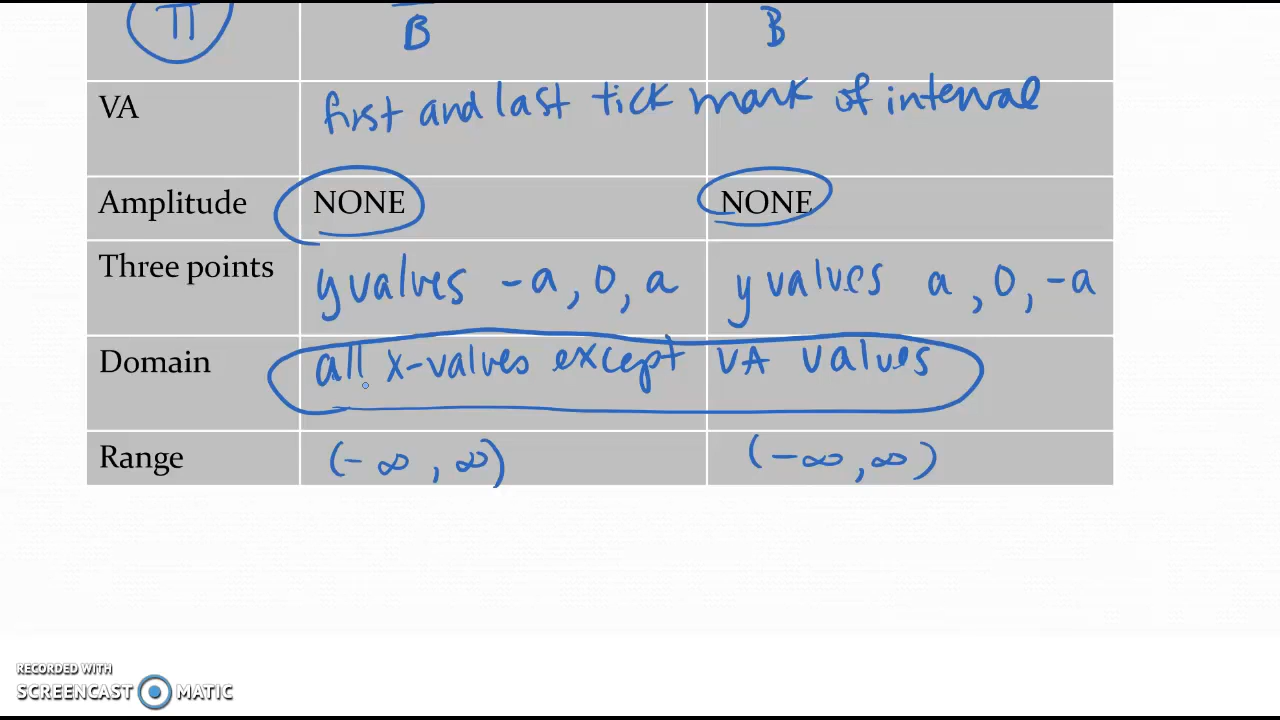 π B B
VA first and last tick mark of interval
Amplitude NONE NONE
Three points y values -a, 0, a y values a, 0, -a
Domain all x-values except VA values
Range (-∞, ∞) (-∞, ∞)
RECORDED WITH
SCREENCAST MATIC